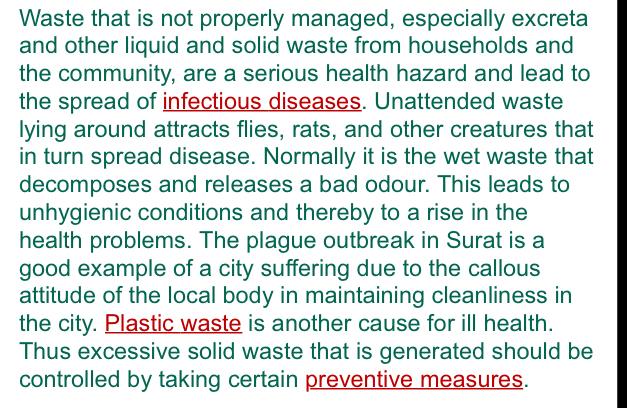 Waste that is not properly managed, especially excreta
and other liquid and solid waste from households and
the community, are a serious health hazard and lead to
the spread of infectious diseases. Unattended waste
lying around attracts flies, rats, and other creatures that
in turn spread disease. Normally it is the wet waste that
decomposes and releases a bad odour. This leads to
unhygienic conditions and thereby to a rise in the
health problems. The plague outbreak in Surat is a
good example of a city suffering due to the callous
attitude of the local body in maintaining cleanliness in
the city. Plastic waste is another cause for ill health.
Thus excessive solid waste that is generated should be
controlled by taking certain preventive measures.